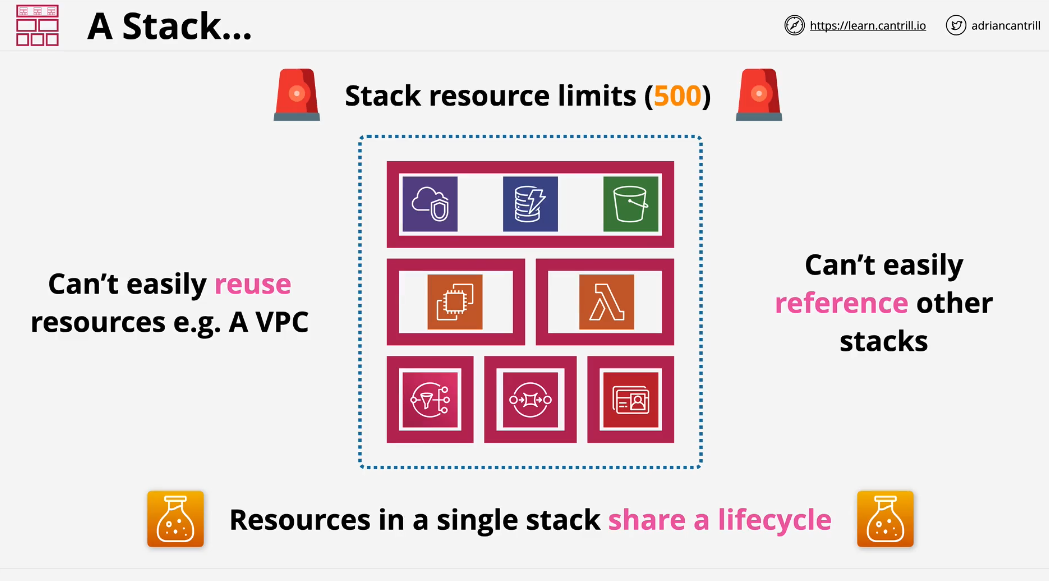 A Stack...
https://learn.cantrill.io
adriancantrill
Stack resource limits (500)
Can’t easily reuse
resources e.g. A VPC
Can’t easily
reference other
stacks
Resources in a single stack share a lifecycle